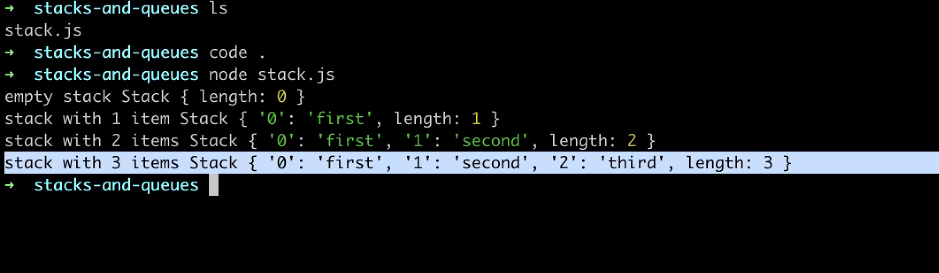 ➜ stacks-and-queues ls
stack.js
➜ stacks-and-queues code .
➜ stacks-and-queues node stack.js
empty stack Stack { length: 0 }
stack with 1 item Stack { '0': 'first', length: 1 }
stack with 2 items Stack { '0': 'first', '1': 'second', length: 2 }
stack with 3 items Stack { '0': 'first', '1': 'second', '2': 'third', length: 3 }
➜ stacks-and-queues